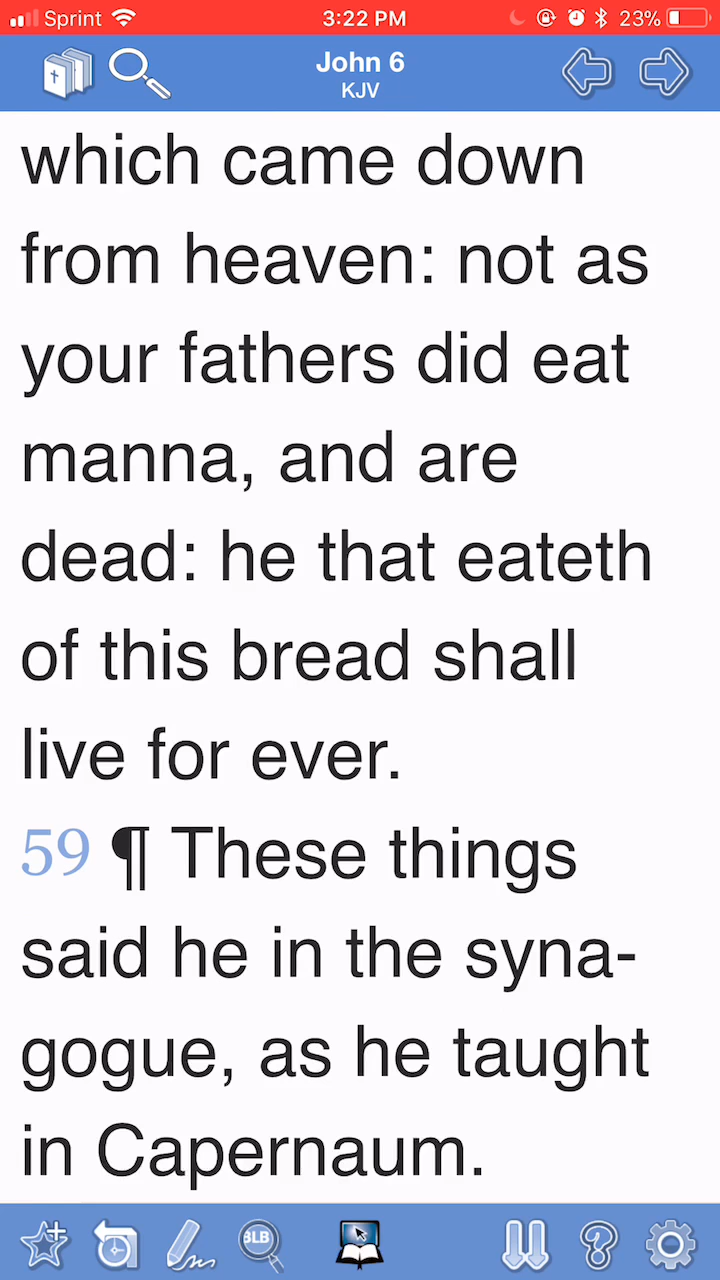 Sprint 3:22 PM 23%
John 6
KJV
which came down
from heaven: not as
your fathers did eat
manna, and are
dead: he that eateth
of this bread shall
live for ever.
59 ¶ These things
said he in the syna-
gogue, as he taught
in Capernaum.
BLB